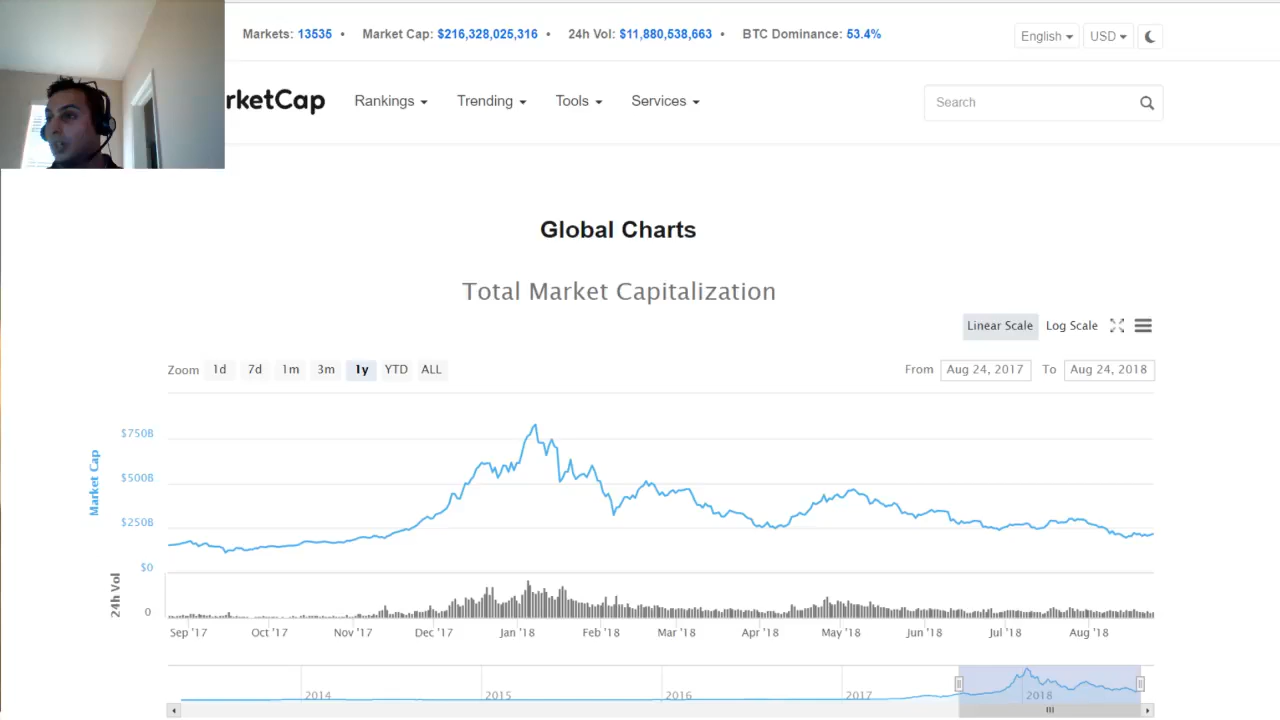 Markets: 13535 • Market Cap: $216,328,025,316 • 24h Vol: $11,880,538,663 • BTC Dominance: 53.4% English USD
rketCap Rankings Trending Tools Services Search
Global Charts
Total Market Capitalization
Linear Scale Log Scale
Zoom 1d 7d 1m 3m 1y YTD ALL From Aug 24, 2017 To Aug 24, 2018
Market Cap
$750B
$500B
$250B
$0
24h Vol
0
Sep '17 Oct '17 Nov '17 Dec '17 Jan '18 Feb '18 Mar '18 Apr '18 May '18 Jun '18 Jul '18 Aug '18
2014 2015 2016 2017 2018